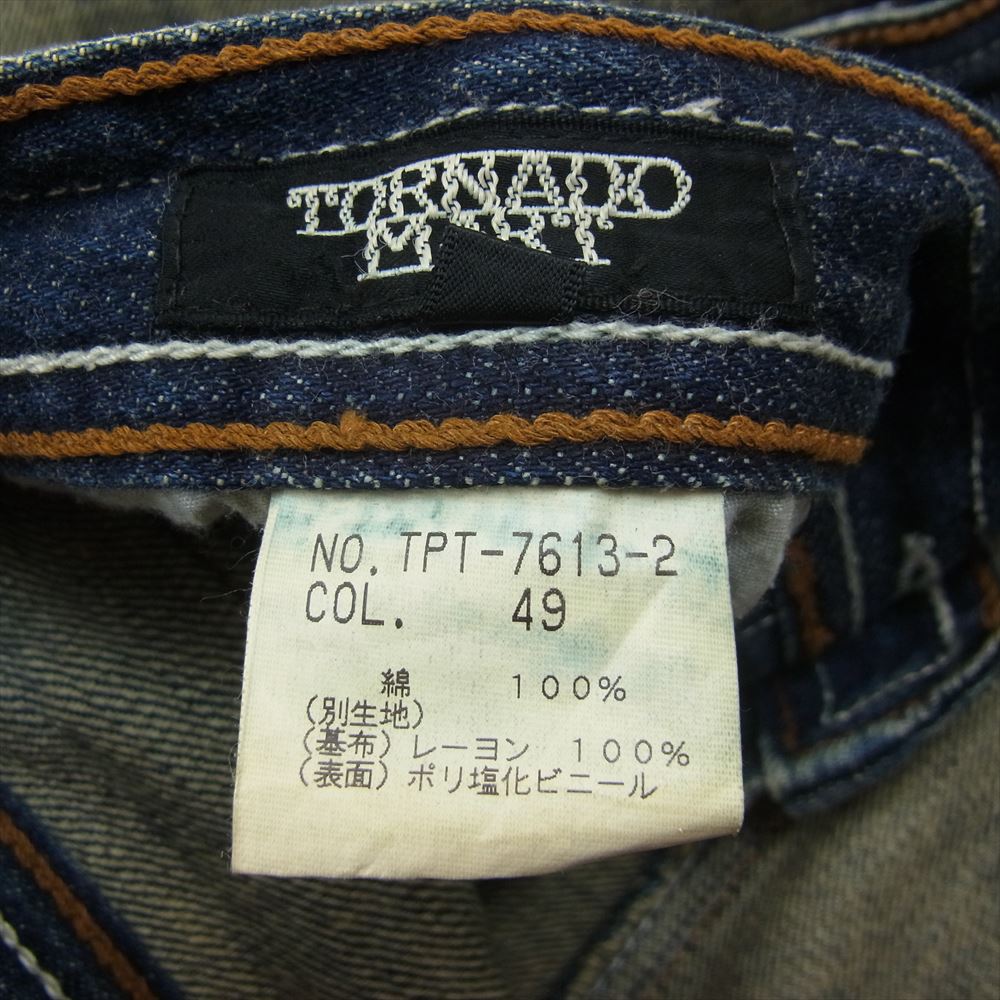 TORNADO
MART
NO. TPT-7613-2
COL. 49
綿 100%
(別生地)
(基布) レーヨン 100%
(表面) ポリ塩化ビニール